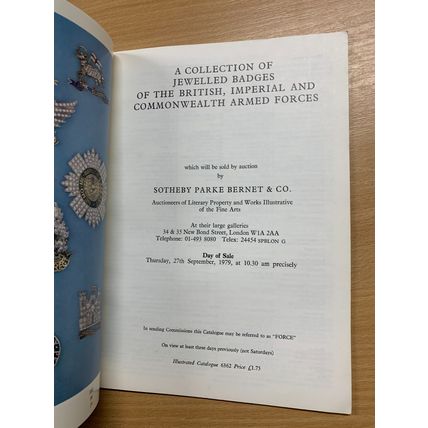 A COLLECTION OF
JEWELLED BADGES
OF THE BRITISH, IMPERIAL AND
COMMONWEALTH ARMED FORCES
which will be sold by auction
by
SOTHEBY PARKE BERNET & CO.
Auctioneers of Literary Property and Works Illustrative
of the Fine Arts
At their large galleries
34 & 35 New Bond Street, London W1A 2AA
Telephone: 01-493 8080 Telex: 24454 SPBLON G
Day of Sale
Thursday, 27th September, 1979, at 10.30 am precisely
In sending Commissions this Catalogue may be referred to as "FORCE"
On view at least three days previously (not Saturdays)
Illustrated Catalogue 6362 Price £1.75